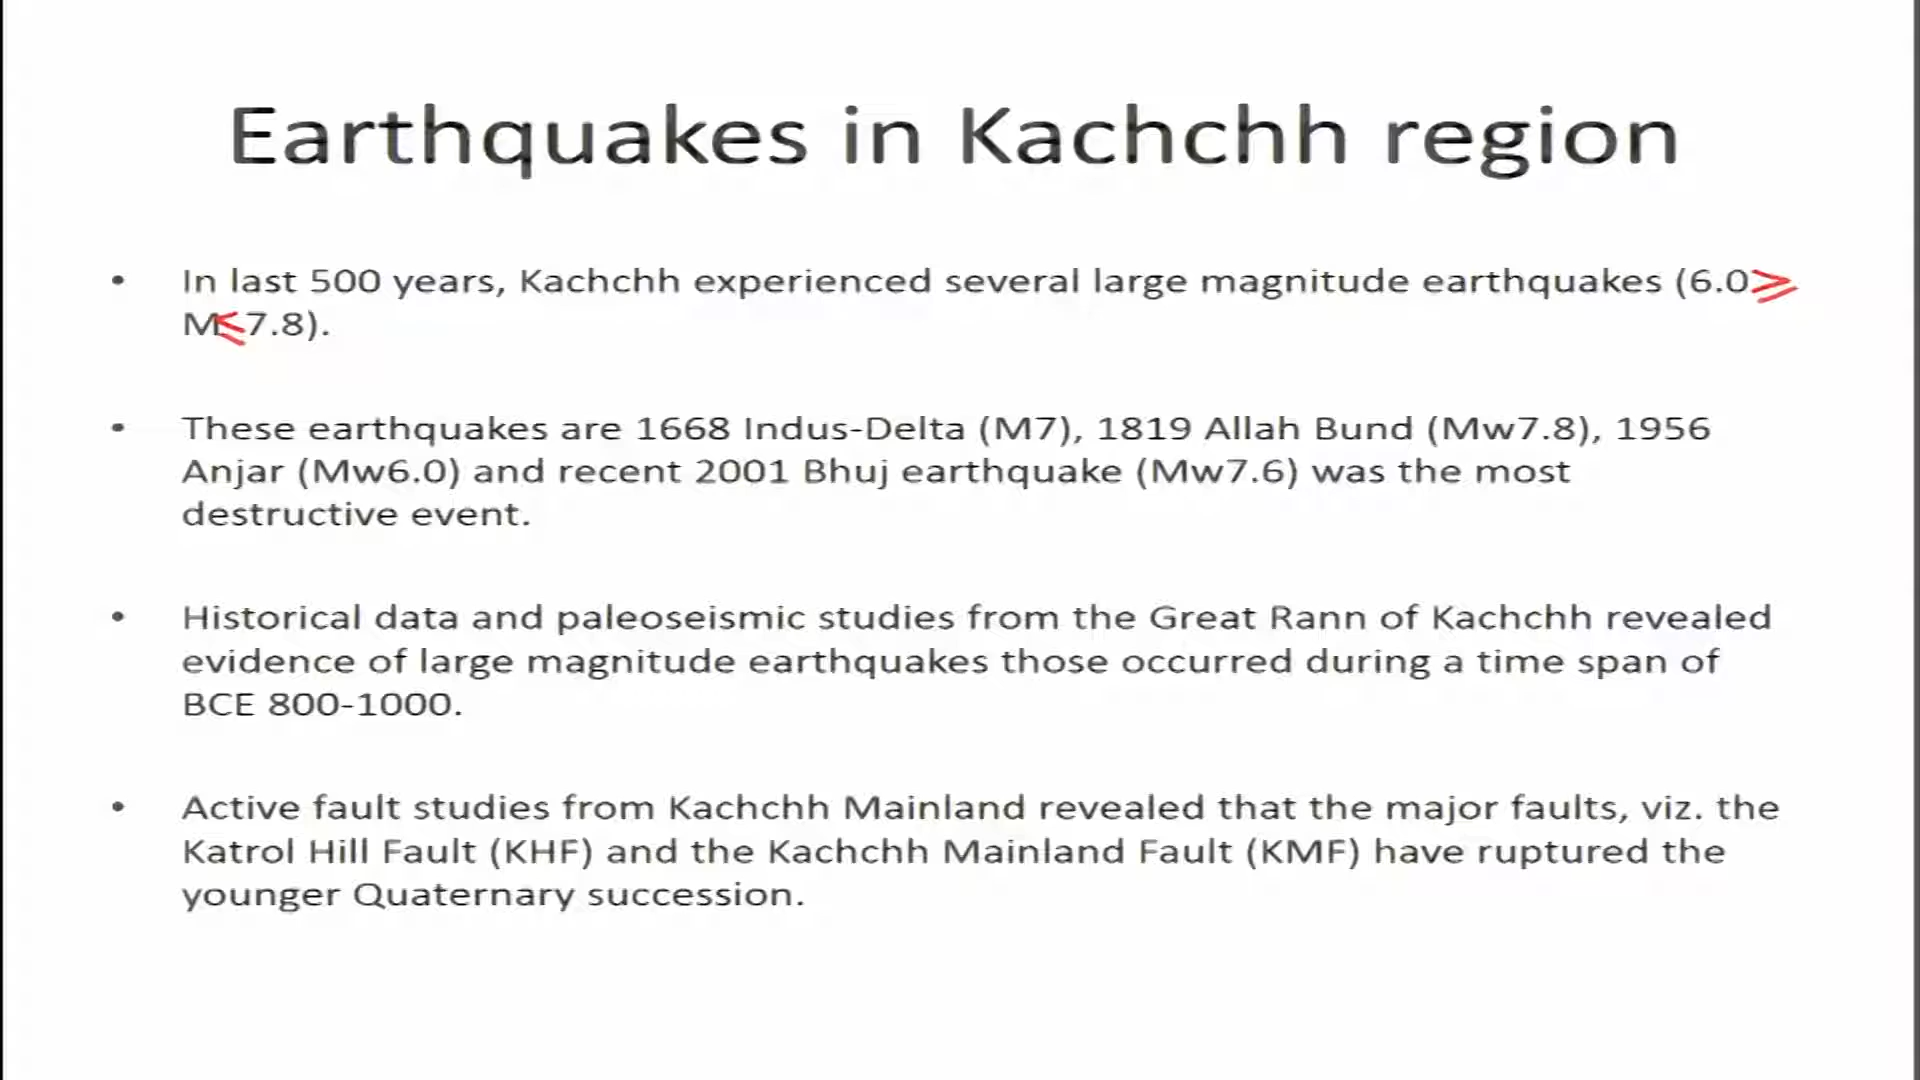 Earthquakes in Kachchh region
• In last 500 years, Kachchh experienced several large magnitude earthquakes (6.0≥
M≤7.8).
• These earthquakes are 1668 Indus-Delta (M7), 1819 Allah Bund (Mw7.8), 1956
Anjar (Mw6.0) and recent 2001 Bhuj earthquake (Mw7.6) was the most
destructive event.
• Historical data and paleoseismic studies from the Great Rann of Kachchh revealed
evidence of large magnitude earthquakes those occurred during a time span of
BCE 800-1000.
• Active fault studies from Kachchh Mainland revealed that the major faults, viz. the
Katrol Hill Fault (KHF) and the Kachchh Mainland Fault (KMF) have ruptured the
younger Quaternary succession.